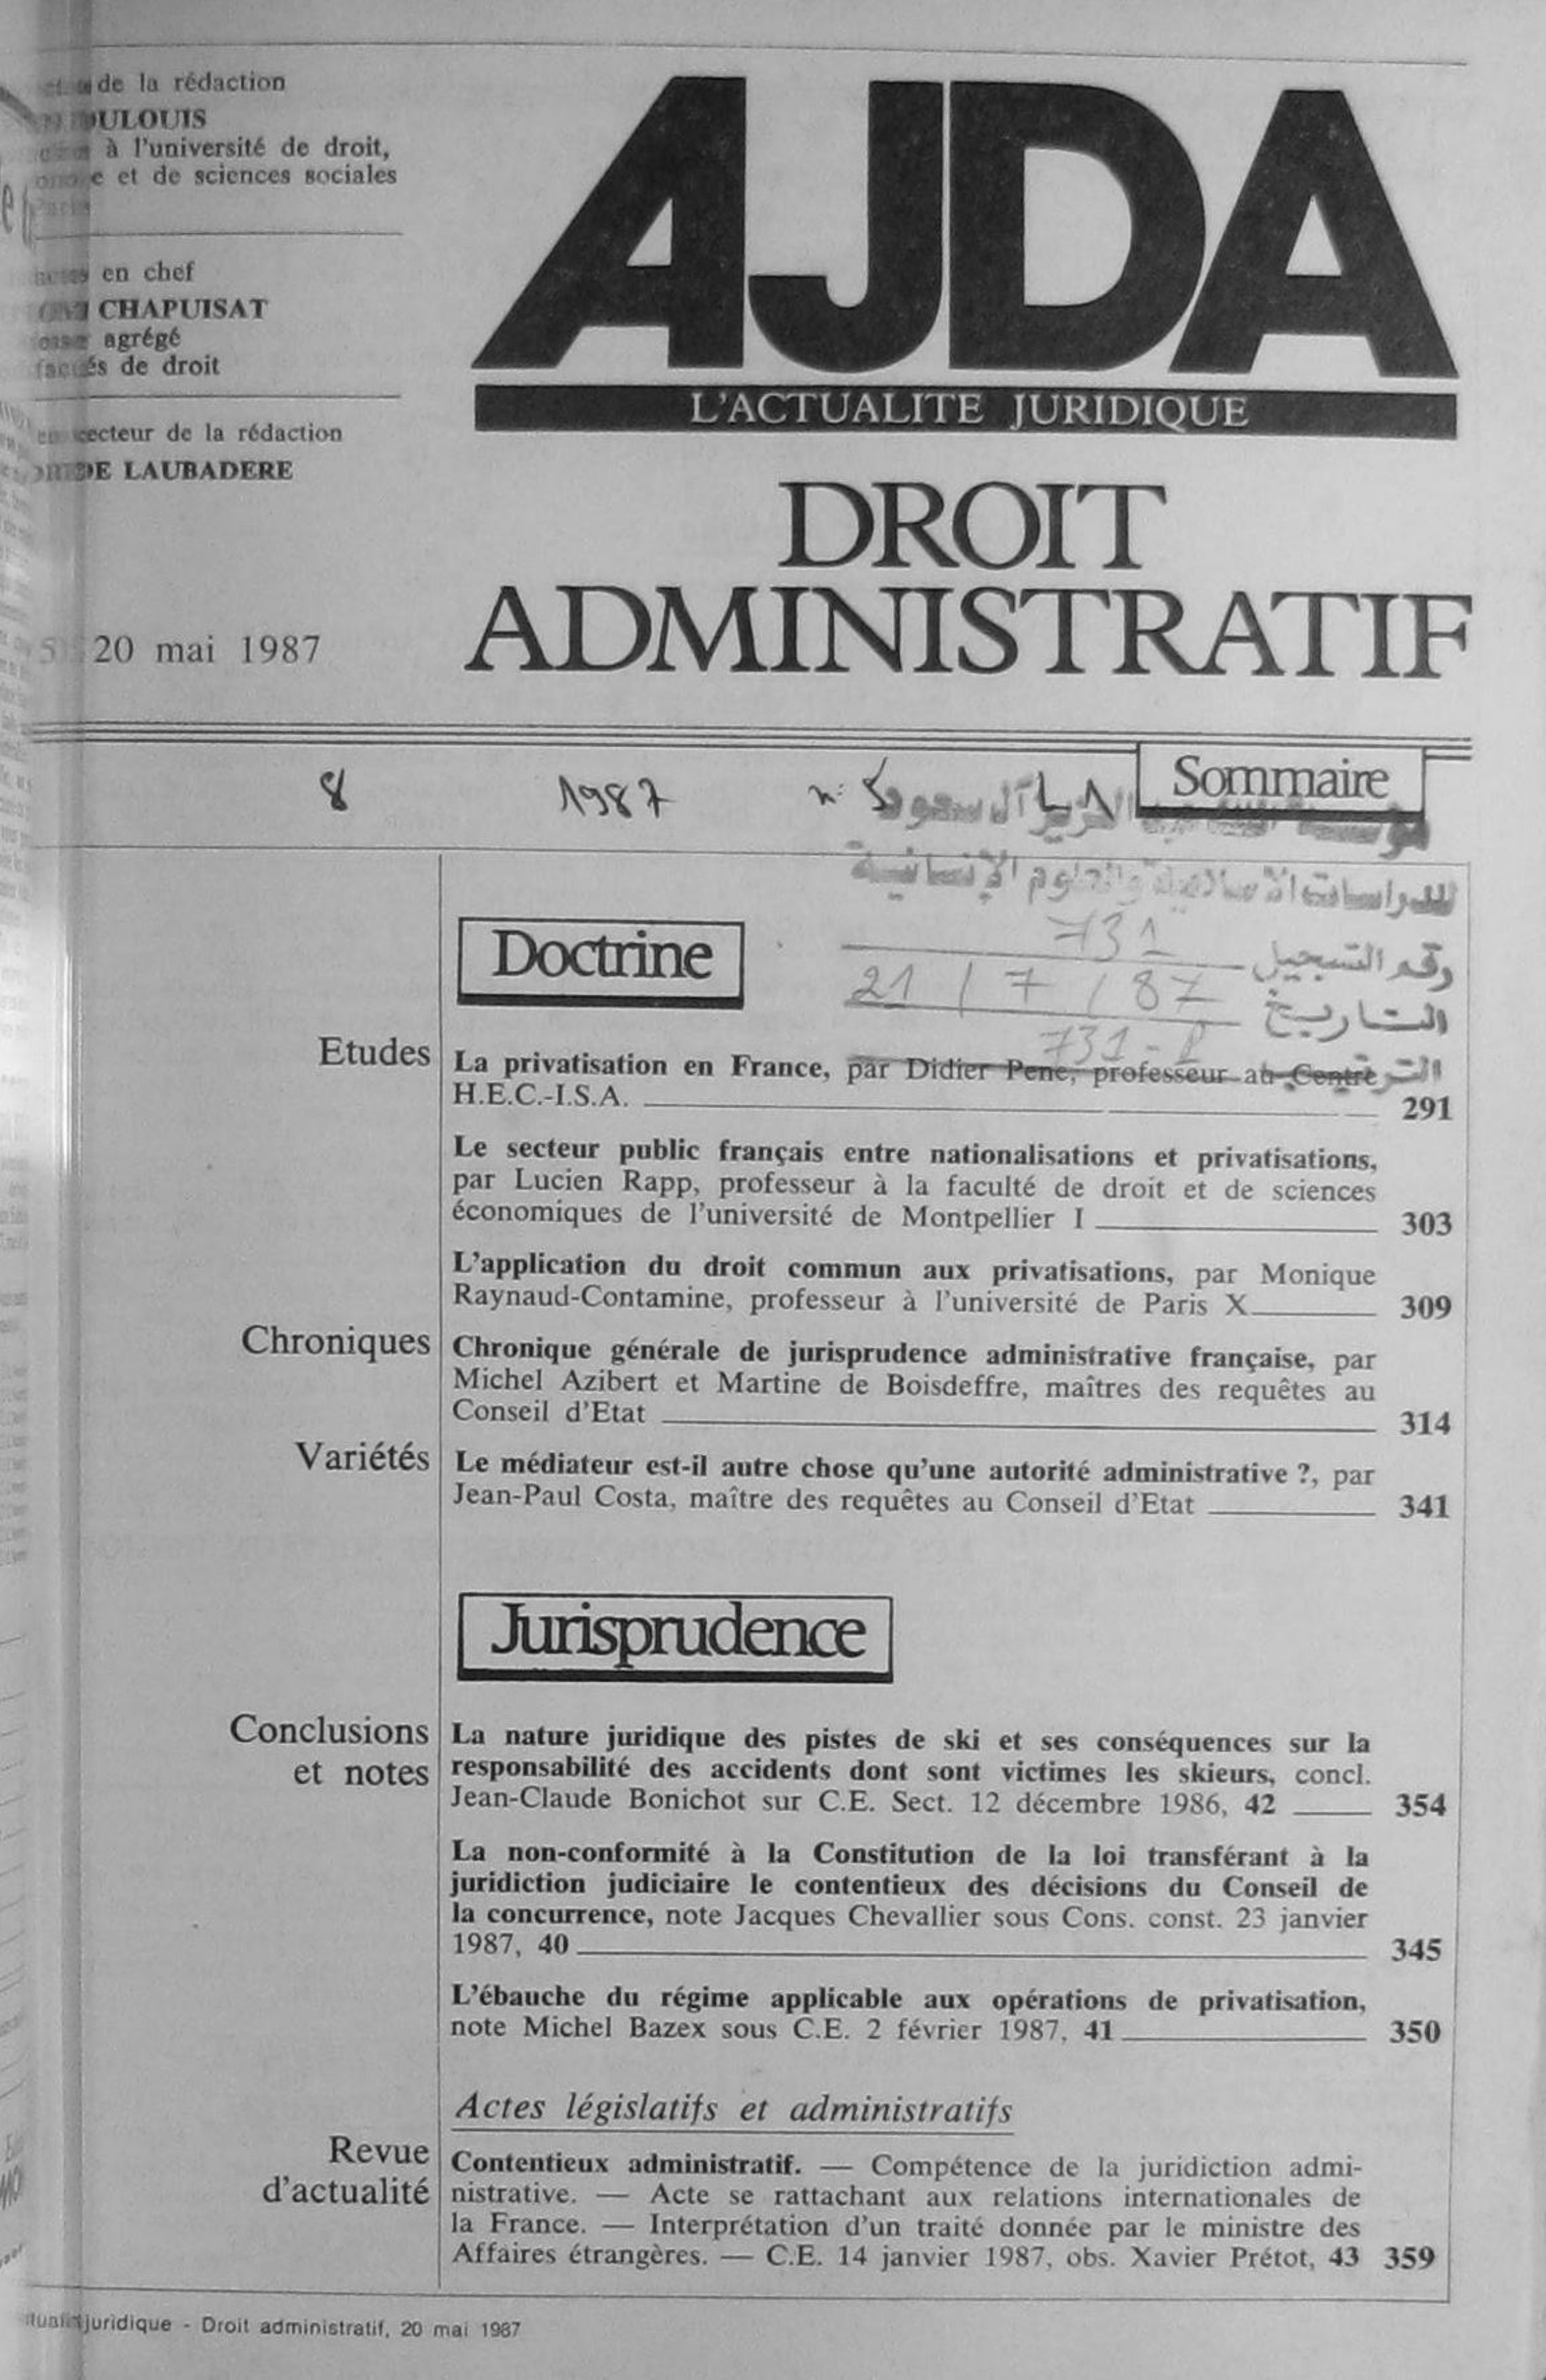 de la rédaction
à l'université de droit,
et de sciences sociales
en chef
CHAPUISAT
agrégé
de droit
de la rédaction
DE LAUBADERE
20 mai 1987
AJDA
L'ACTUALITE JURIDIQUE
DROIT
ADMINISTRATIF
8 1987 n° 5
Sommaire
آل سعود
للدراسات الإسلامية والعلوم الإنسانية
731 رقم التسجيل
21 / 7 / 87 التاريخ
Doctrine
Etudes
La privatisation en France, par Didier Pene, professeur au Centre
H.E.C.-I.S.A. 291
Le secteur public français entre nationalisations et privatisations,
par Lucien Rapp, professeur à la faculté de droit et de sciences
économiques de l'université de Montpellier I 303
L'application du droit commun aux privatisations, par Monique
Raynaud-Contamine, professeur à l'université de Paris X 309
Chroniques
Chronique générale de jurisprudence administrative française, par
Michel Azibert et Martine de Boisdeffre, maîtres des requêtes au
Conseil d'Etat 314
Variétés
Le médiateur est-il autre chose qu'une autorité administrative ?, par
Jean-Paul Costa, maître des requêtes au Conseil d'Etat 341
Jurisprudence
Conclusions
et notes
La nature juridique des pistes de ski et ses conséquences sur la
responsabilité des accidents dont sont victimes les skieurs, concl.
Jean-Claude Bonichot sur C.E. Sect. 12 décembre 1986, 42 354
La non-conformité à la Constitution de la loi transférant à la
juridiction judiciaire le contentieux des décisions du Conseil de
la concurrence, note Jacques Chevallier sous Cons. const. 23 janvier
1987, 40 345
L'ébauche du régime applicable aux opérations de privatisation,
note Michel Bazex sous C.E. 2 février 1987, 41 350
Actes législatifs et administratifs
Revue
d'actualité
Contentieux administratif. — Compétence de la juridiction admi-
nistrative. — Acte se rattachant aux relations internationales de
la France. — Interprétation d'un traité donnée par le ministre des
Affaires étrangères. — C.E. 14 janvier 1987, obs. Xavier Prétot, 43 359
juridique - Droit administratif, 20 mai 1987